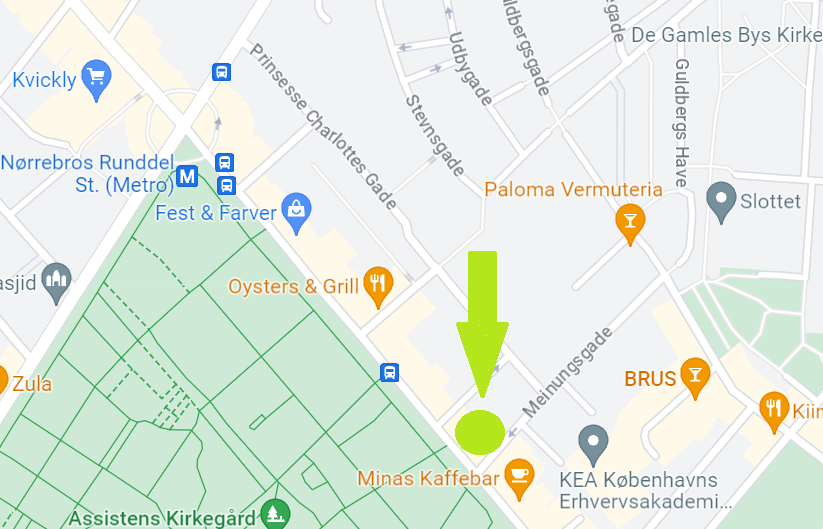 De Gamles Bys Kirke
Kvickly
Udbygade
Guldbergsgade
Guldbergs Have
Prinsesse Charlottes Gade
Stevnsgade
Nørrebros Runddel
St. (Metro)
M
Paloma Vermuteria
Slottet
Fest & Farver
asjid
Oysters & Grill
Meinungsgade
Zula
BRUS
Kiin
Minas Kaffebar
KEA Københavns
Erhvervsakademi...
Assistens Kirkegård